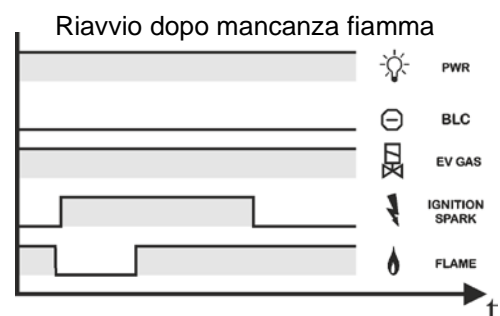 Riavvio dopo mancanza fiamma
PWR
BLC
EV GAS
IGNITION
SPARK
FLAME
t